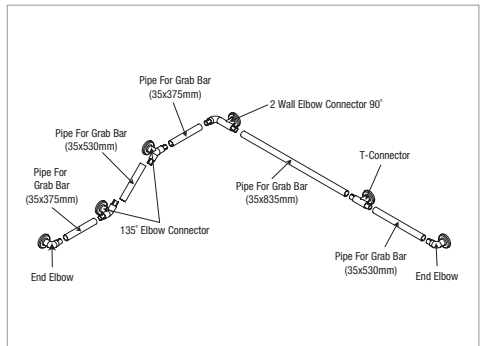 Pipe For Grab Bar
(35x375mm)
2 Wall Elbow Connector 90˚
Pipe For Grab Bar
(35x530mm)
Pipe For
Grab Bar
(35x375mm)
T-Connector
Pipe For Grab Bar
(35x835mm)
135˚ Elbow Connector
Pipe For Grab Bar
(35x530mm)
End Elbow
End Elbow